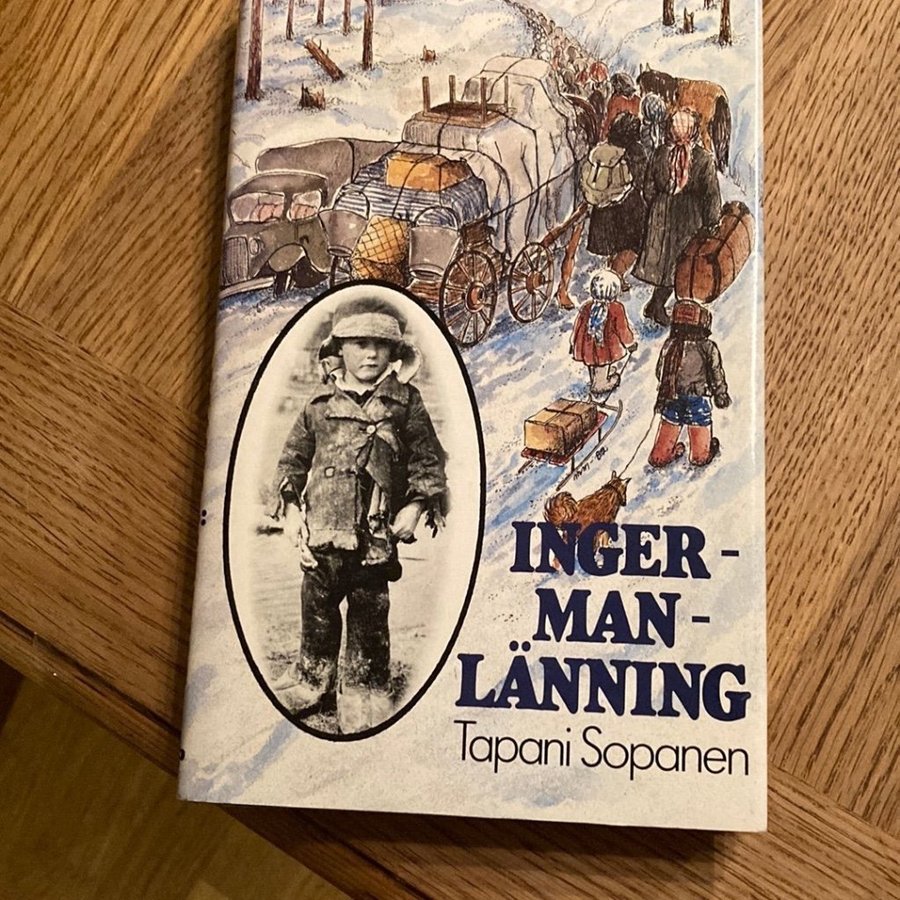 INGER-
MAN-
LÄNNING
Tapani Sopanen